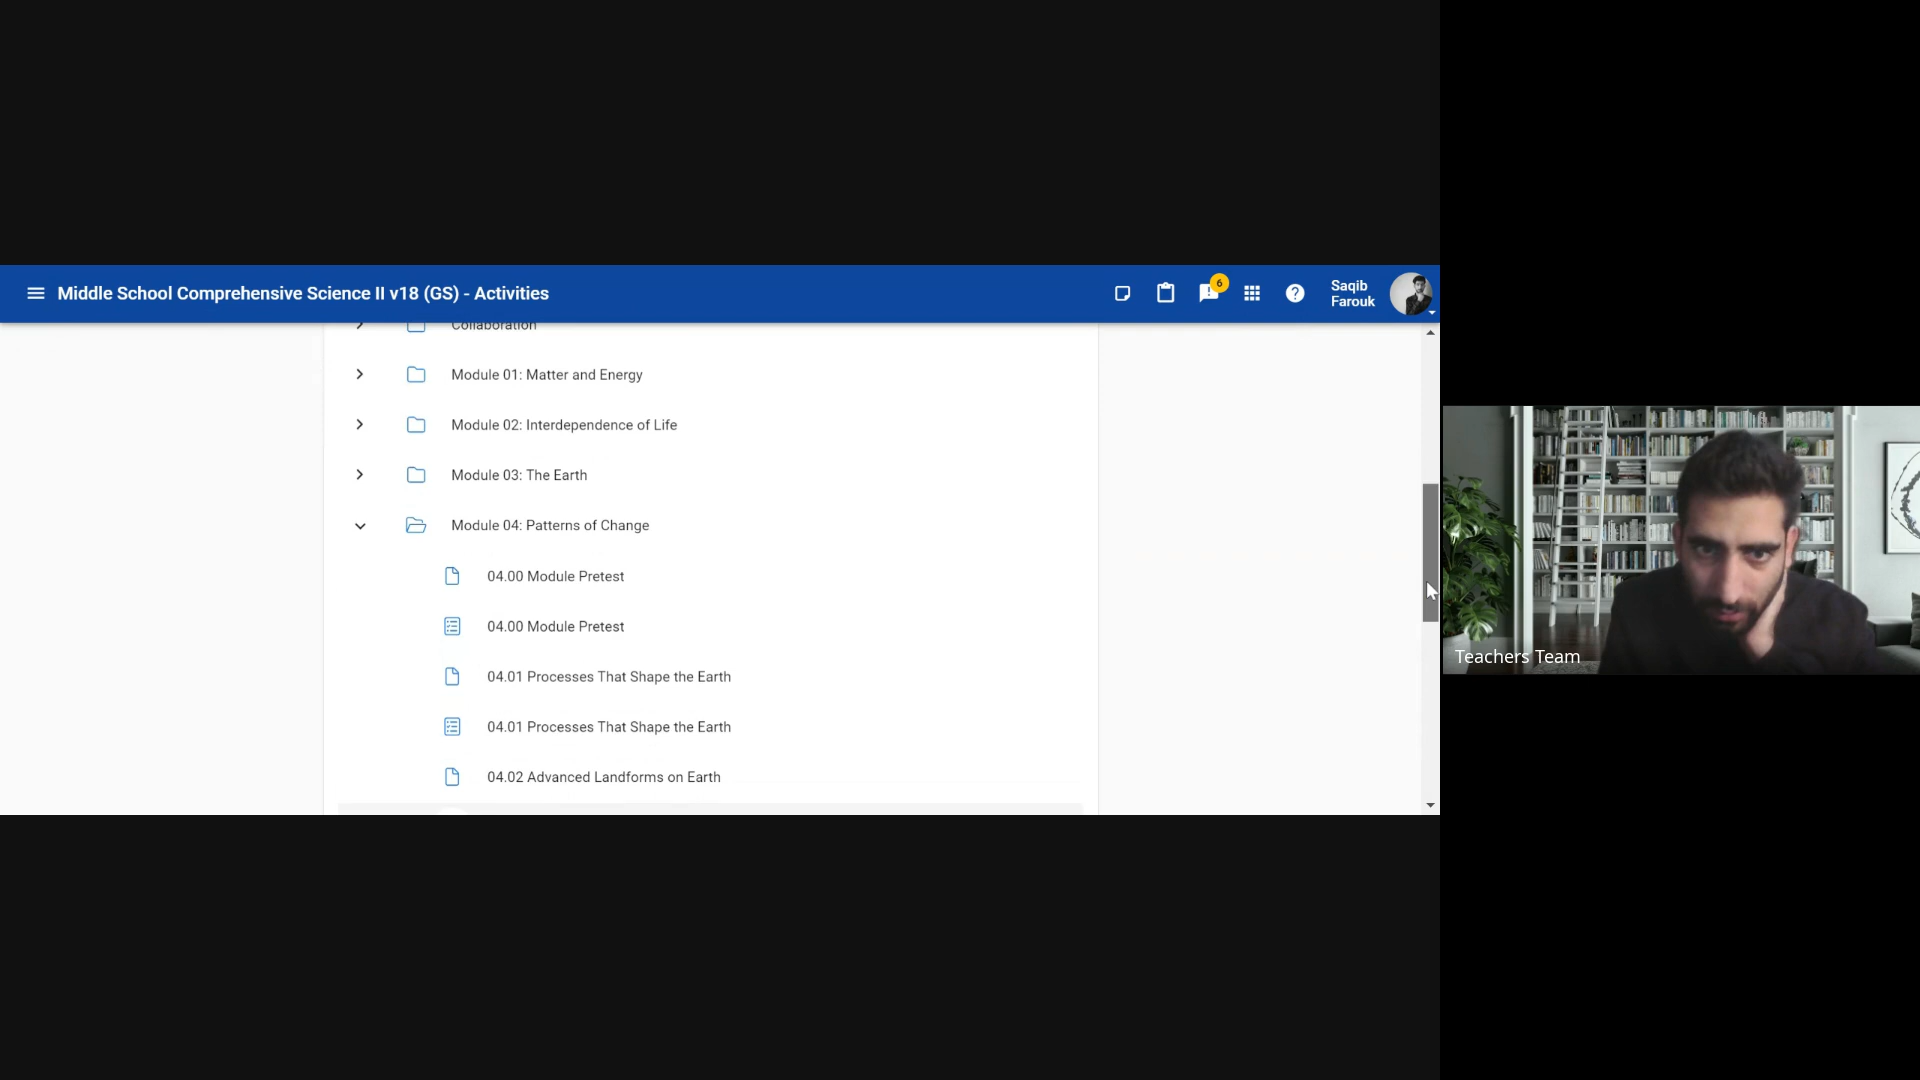 Middle School Comprehensive Science II v18 (GS) - Activities
6
Saqib
Farouk
Collaboration
Module 01: Matter and Energy
Module 02: Interdependence of Life
Module 03: The Earth
Module 04: Patterns of Change
04.00 Module Pretest
04.00 Module Pretest
04.01 Processes That Shape the Earth
04.01 Processes That Shape the Earth
04.02 Advanced Landforms on Earth
Teachers Team